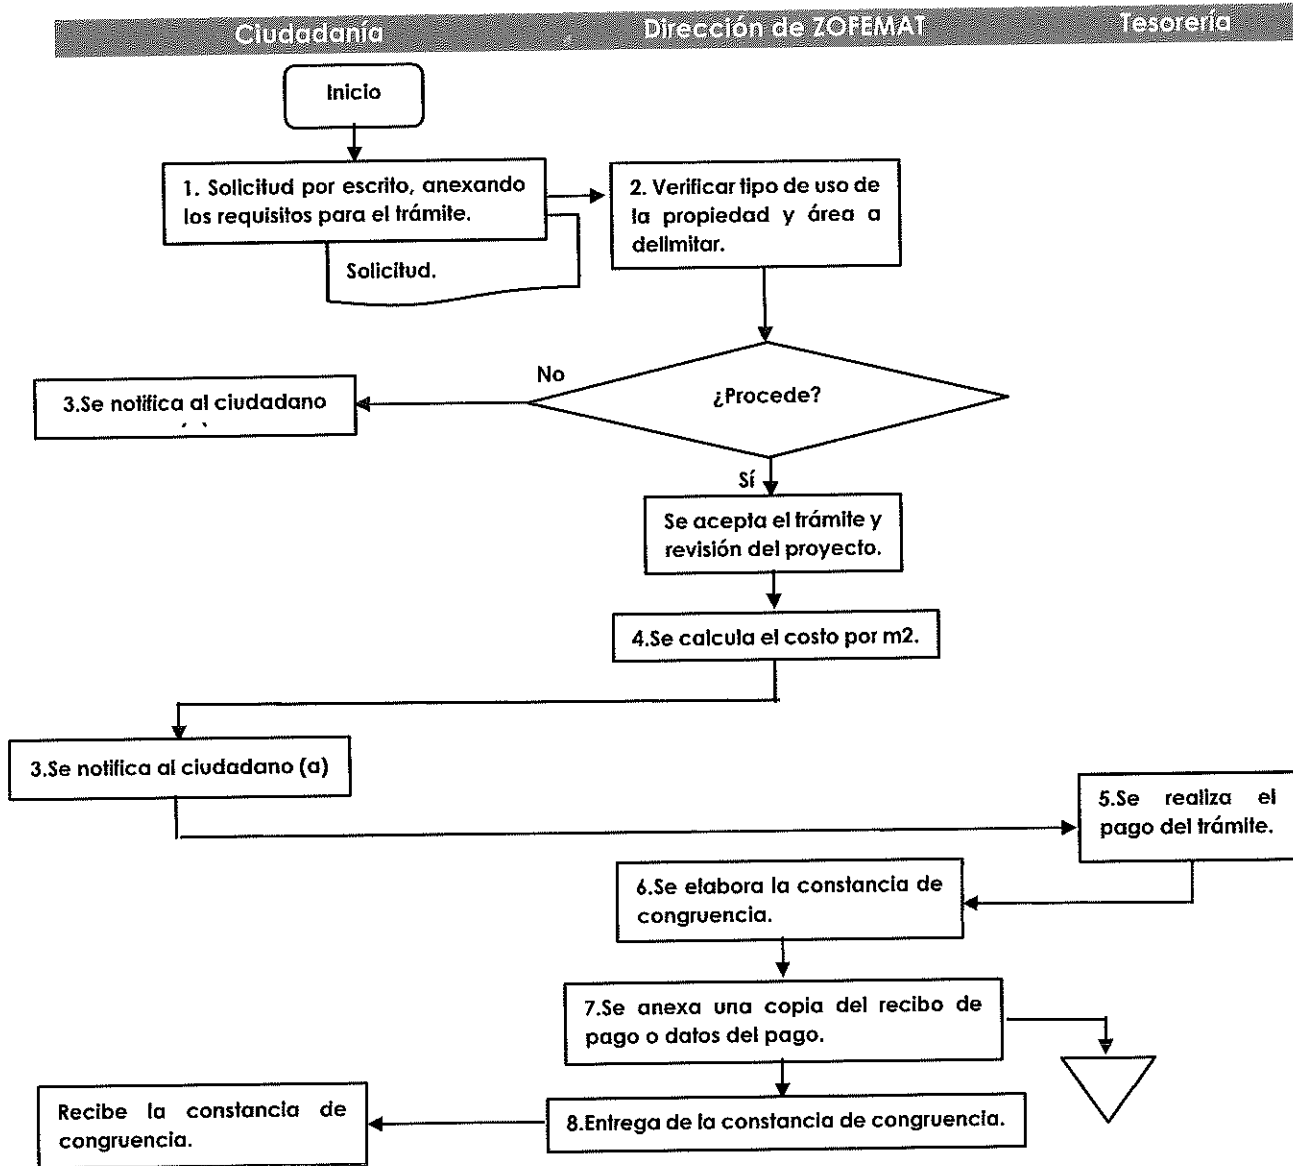 Ciudadanía Dirección de ZOFEMAT Tesorería
Inicio
1. Solicitud por escrito, anexando
los requisitos para el trámite.
Solicitud.
2. Verificar tipo de uso de
la propiedad y área a
delimitar.
No
¿Procede?
3.Se notifica al ciudadano
Sí
Se acepta el trámite y
revisión del proyecto.
4.Se calcula el costo por m2.
3.Se notifica al ciudadano (a)
5.Se realiza el
pago del trámite.
6.Se elabora la constancia de
congruencia.
7.Se anexa una copia del recibo de
pago o datos del pago.
8.Entrega de la constancia de congruencia.
Recibe la constancia de
congruencia.